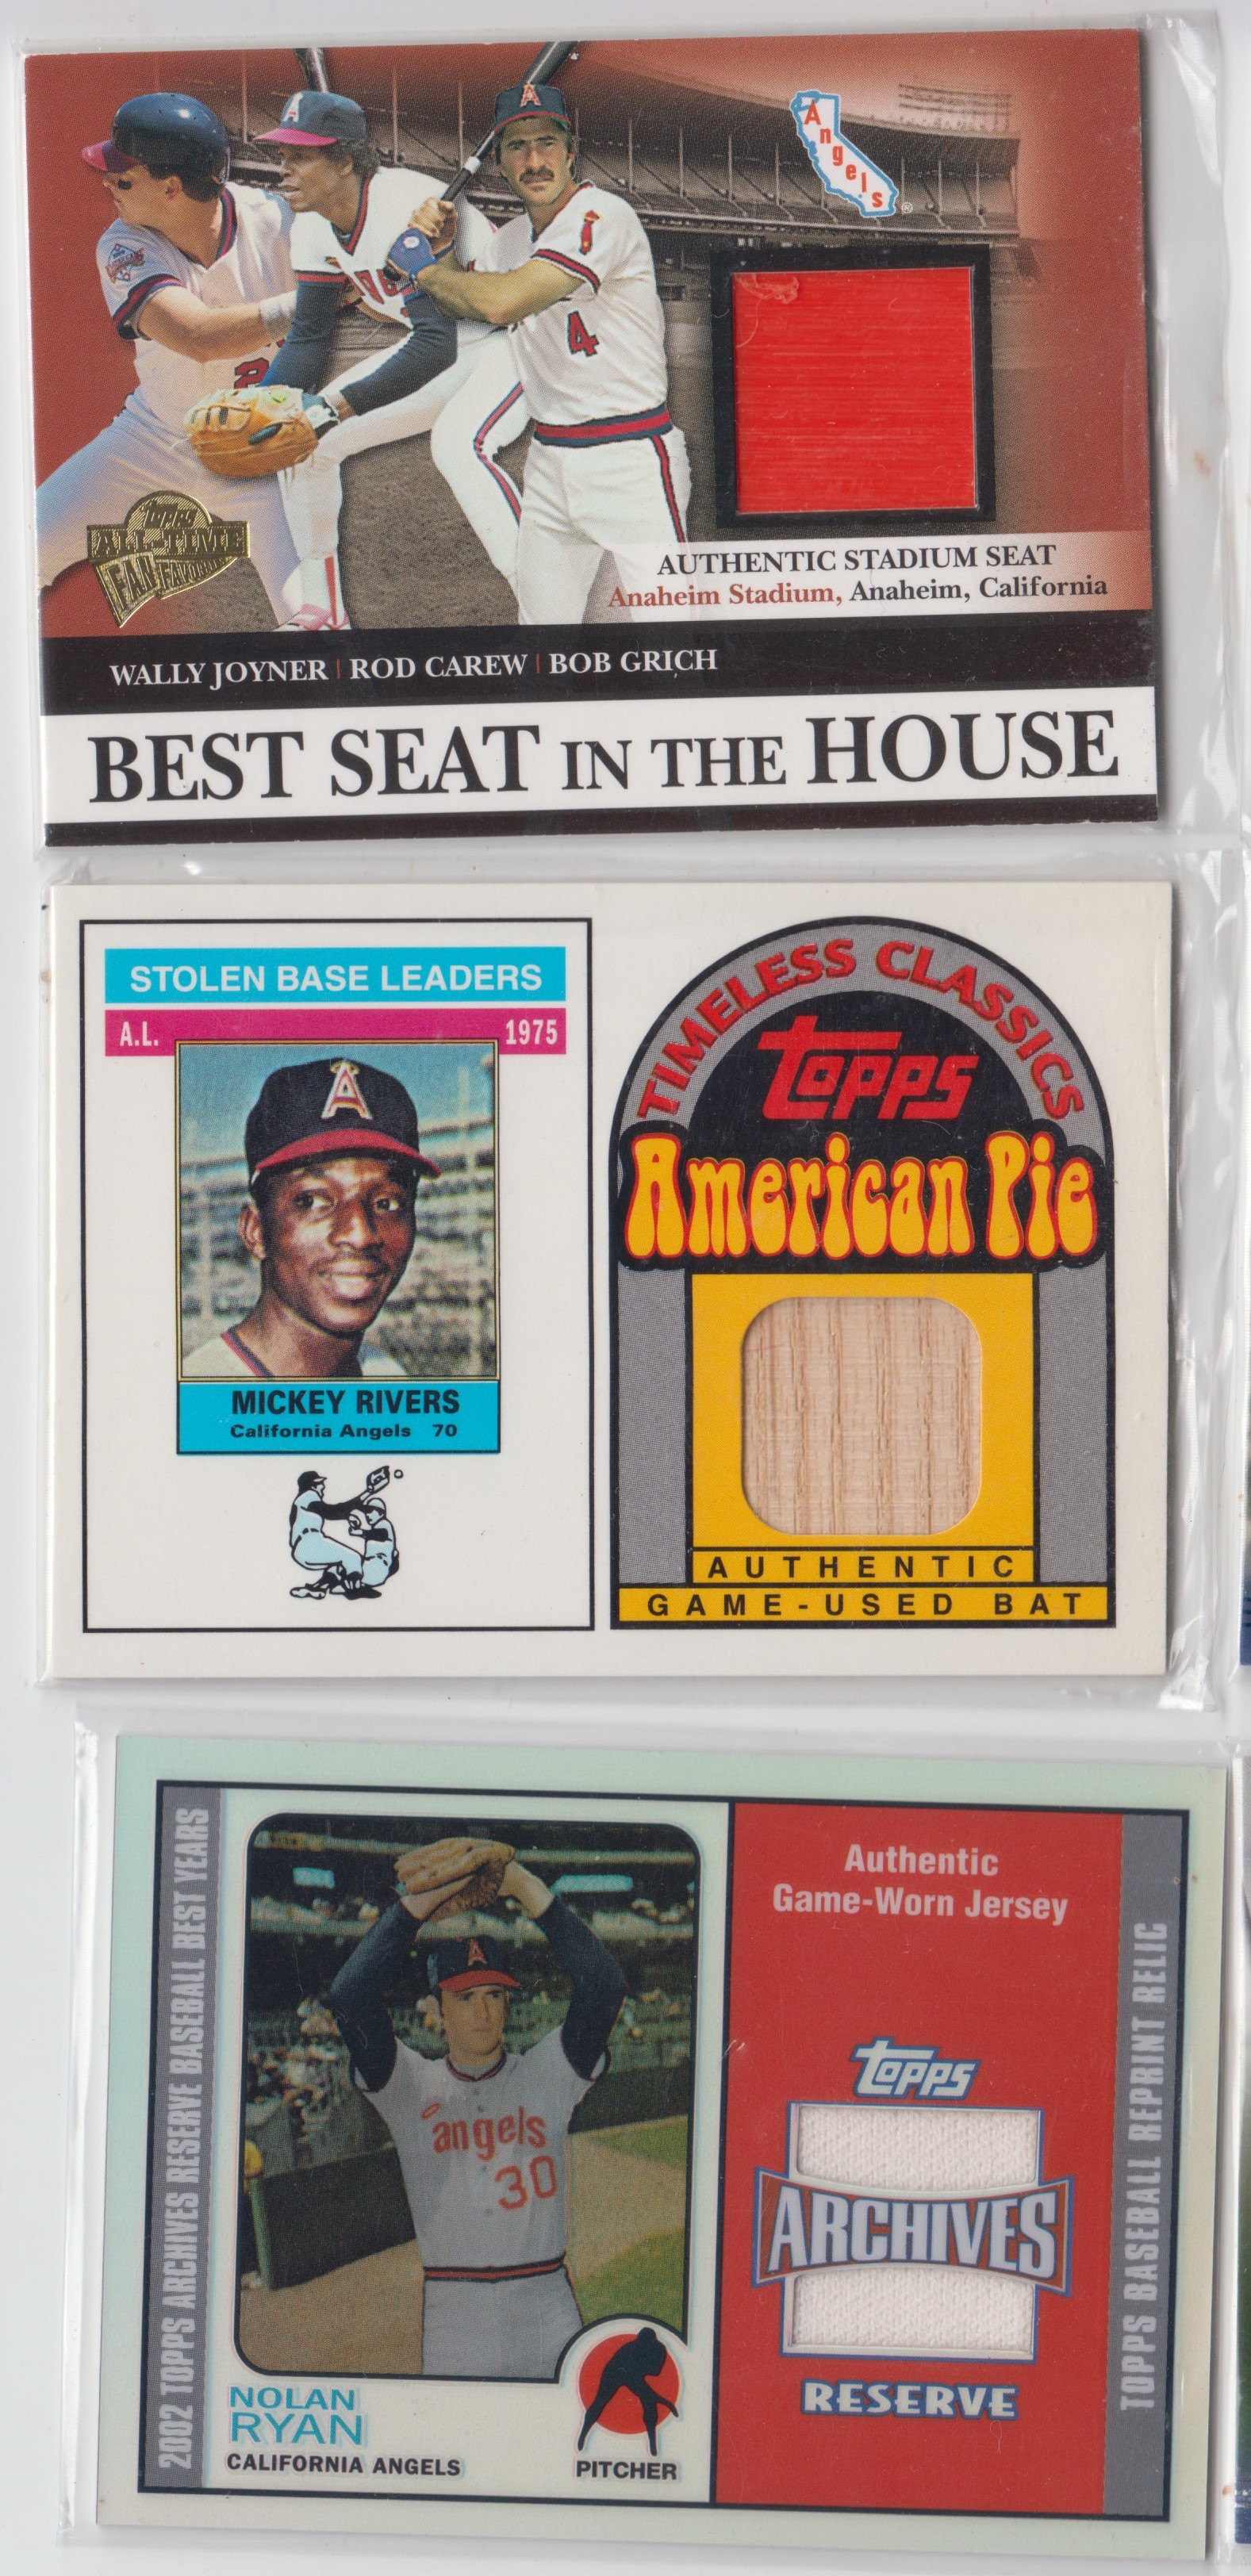 A
A
A
Angels
®
4
2
Topps
ALL-TIME
FAN FAVORITES
AUTHENTIC STADIUM SEAT
Anaheim Stadium, Anaheim, California
WALLY JOYNER | ROD CAREW | BOB GRICH
BEST SEAT IN THE HOUSE
STOLEN BASE LEADERS
A.L. 1975
A
MICKEY RIVERS
California Angels 70
TIMELESS CLASSICS
Topps
American Pie
AUTHENTIC
GAME-USED BAT
2002 TOPPS ARCHIVES RESERVE BASEBALL BEST YEARS
A
angels
30
NOLAN
RYAN
CALIFORNIA ANGELS
PITCHER
Authentic
Game-Worn Jersey
Topps
ARCHIVES
RESERVE
TOPPS BASEBALL REPRINT RELIC